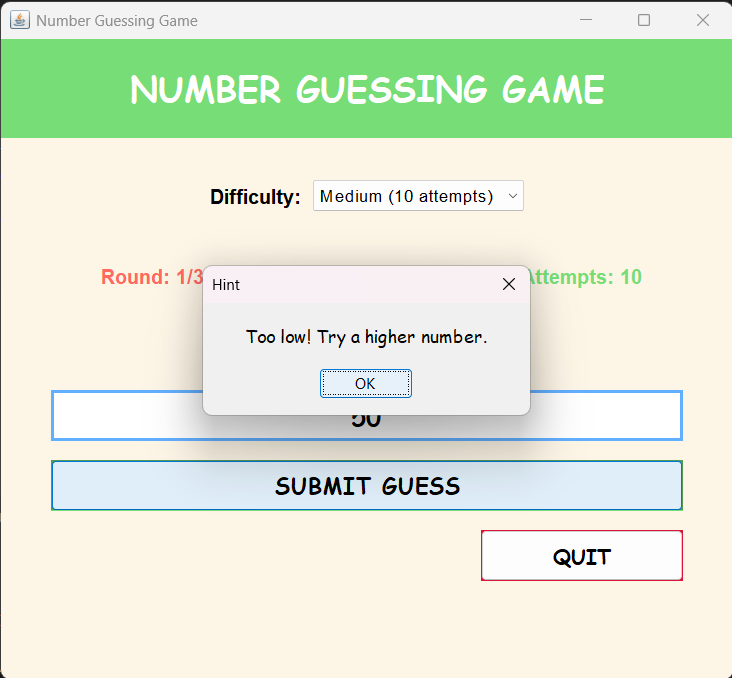 Number Guessing Game
NUMBER GUESSING GAME
Difficulty: Medium (10 attempts)
Round: 1/3 Attempts: 10
Hint
Too low! Try a higher number.
OK
50
SUBMIT GUESS
QUIT